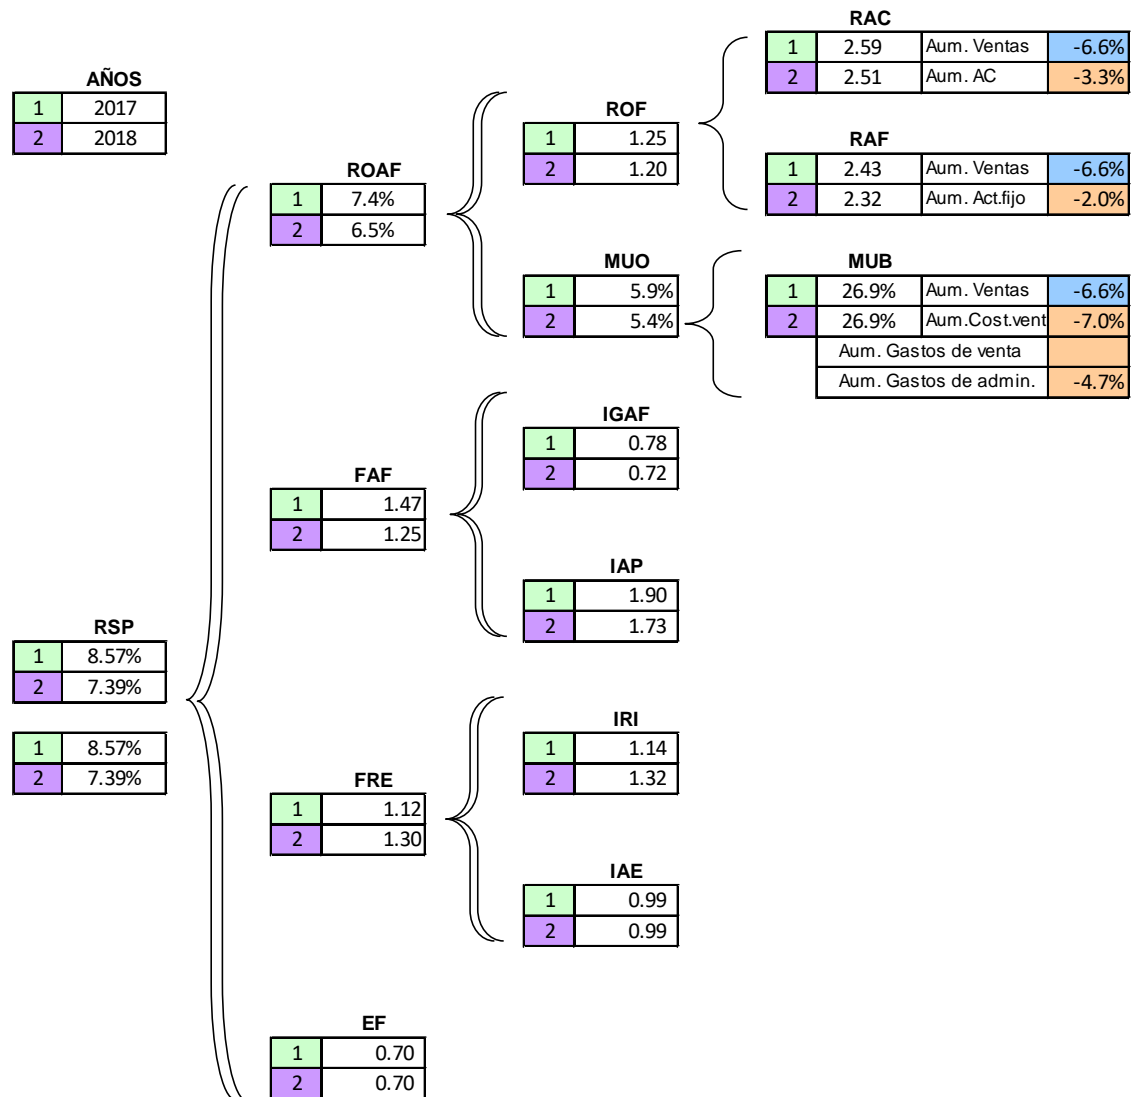 AÑOS
1 2017
2 2018
RSP
1 8.57%
2 7.39%
1 8.57%
2 7.39%
ROAF
1 7.4%
2 6.5%
FAF
1 1.47
2 1.25
FRE
1 1.12
2 1.30
EF
1 0.70
2 0.70
ROF
1 1.25
2 1.20
MUO
1 5.9%
2 5.4%
IGAF
1 0.78
2 0.72
IAP
1 1.90
2 1.73
IRI
1 1.14
2 1.32
IAE
1 0.99
2 0.99
RAC
1 2.59 Aum. Ventas -6.6%
2 2.51 Aum. AC -3.3%
RAF
1 2.43 Aum. Ventas -6.6%
2 2.32 Aum. Act.fijo -2.0%
MUB
1 26.9% Aum. Ventas -6.6%
2 26.9% Aum.Cost.vent -7.0%
Aum. Gastos de venta
Aum. Gastos de admin. -4.7%